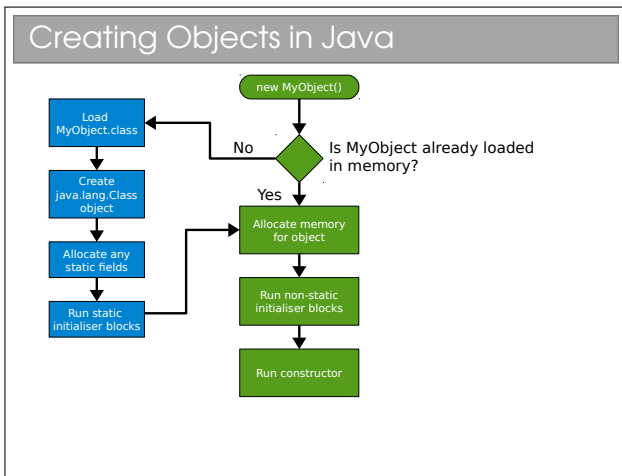 Creating Objects in Java
new MyObject()
Load
MyObject.class
No
Is MyObject already loaded
in memory?
Yes
Create
java.lang.Class
object
Allocate memory
for object
Allocate any
static fields
Run non-static
initialiser blocks
Run static
initialiser blocks
Run constructor